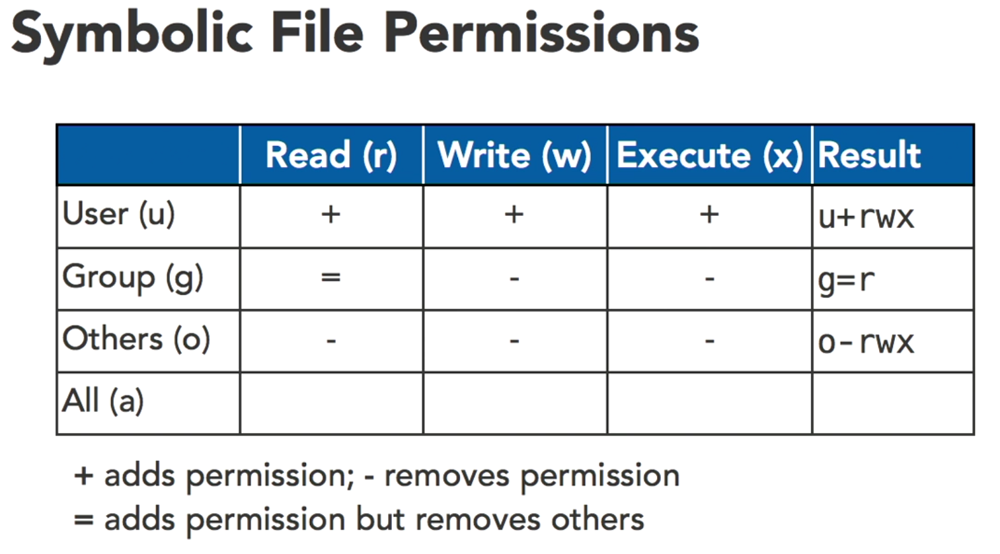 Symbolic File Permissions
Read (r) Write (w) Execute (x) Result
User (u) + + + u+rwx
Group (g) = - - g=r
Others (o) - - - o-rwx
All (a)
+ adds permission; - removes permission
= adds permission but removes others